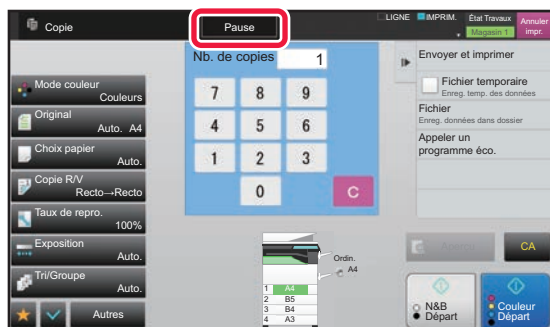 Copie
Pause
LIGNE
IMPRIM.
État Travaux
Magasin 1
Annuler
impr.
Nb. de copies 1
7 8 9
4 5 6
1 2 3
0 C
Mode couleur
Couleurs
Original
Auto. A4
Choix papier
Auto.
Copie R/V
Recto→Recto
Taux de repro.
100%
Exposition
Auto.
Tri/Groupe
Auto.
Autres
Ordin.
A4
1 A4
2 B5
3 B4
4 A3
Envoyer et imprimer
Fichier temporaire
Enreg. temp. des données
Fichier
Enreg. données dans dossier
Appeler un
programme éco.
CA
N&B
Départ
Couleur
Départ